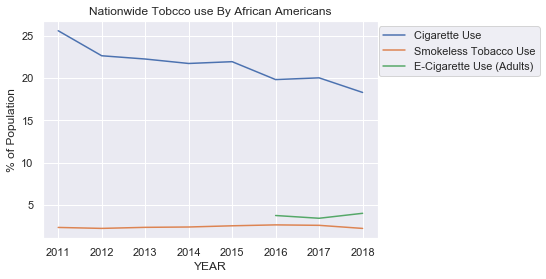 Nationwide Tobcco use By African Americans
Cigarette Use
Smokeless Tobacco Use
E-Cigarette Use (Adults)
% of Population
25
20
15
10
5
2011 2012 2013 2014 2015 2016 2017 2018
YEAR